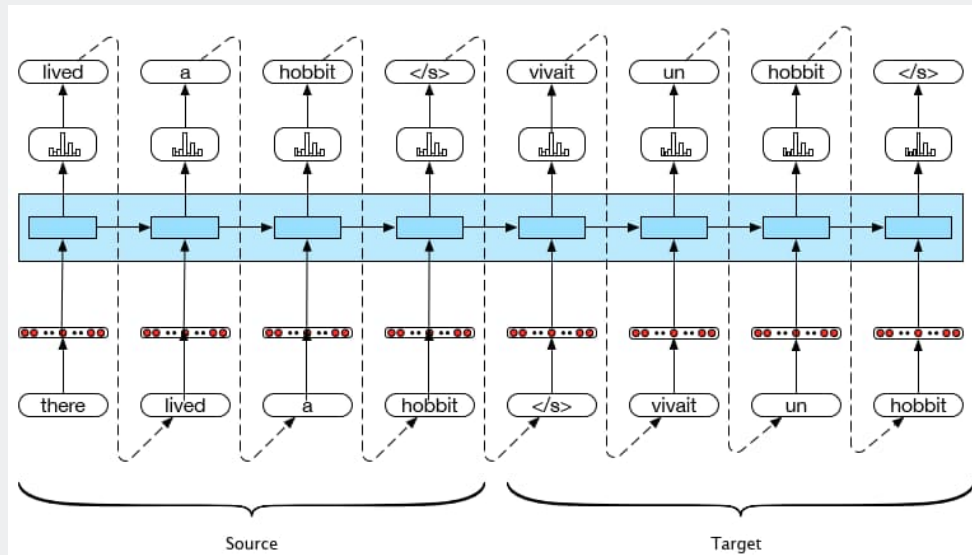 lived a hobbit </s> vivait un hobbit </s>
there lived a hobbit </s> vivait un hobbit
Source Target